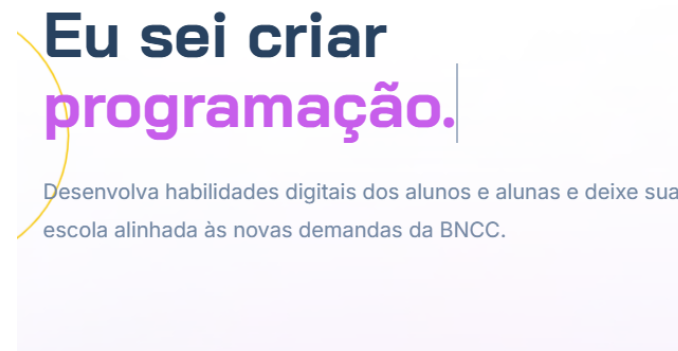 Eu sei criar
programação.
Desenvolva habilidades digitais dos alunos e alunas e deixe sua
escola alinhada às novas demandas da BNCC.